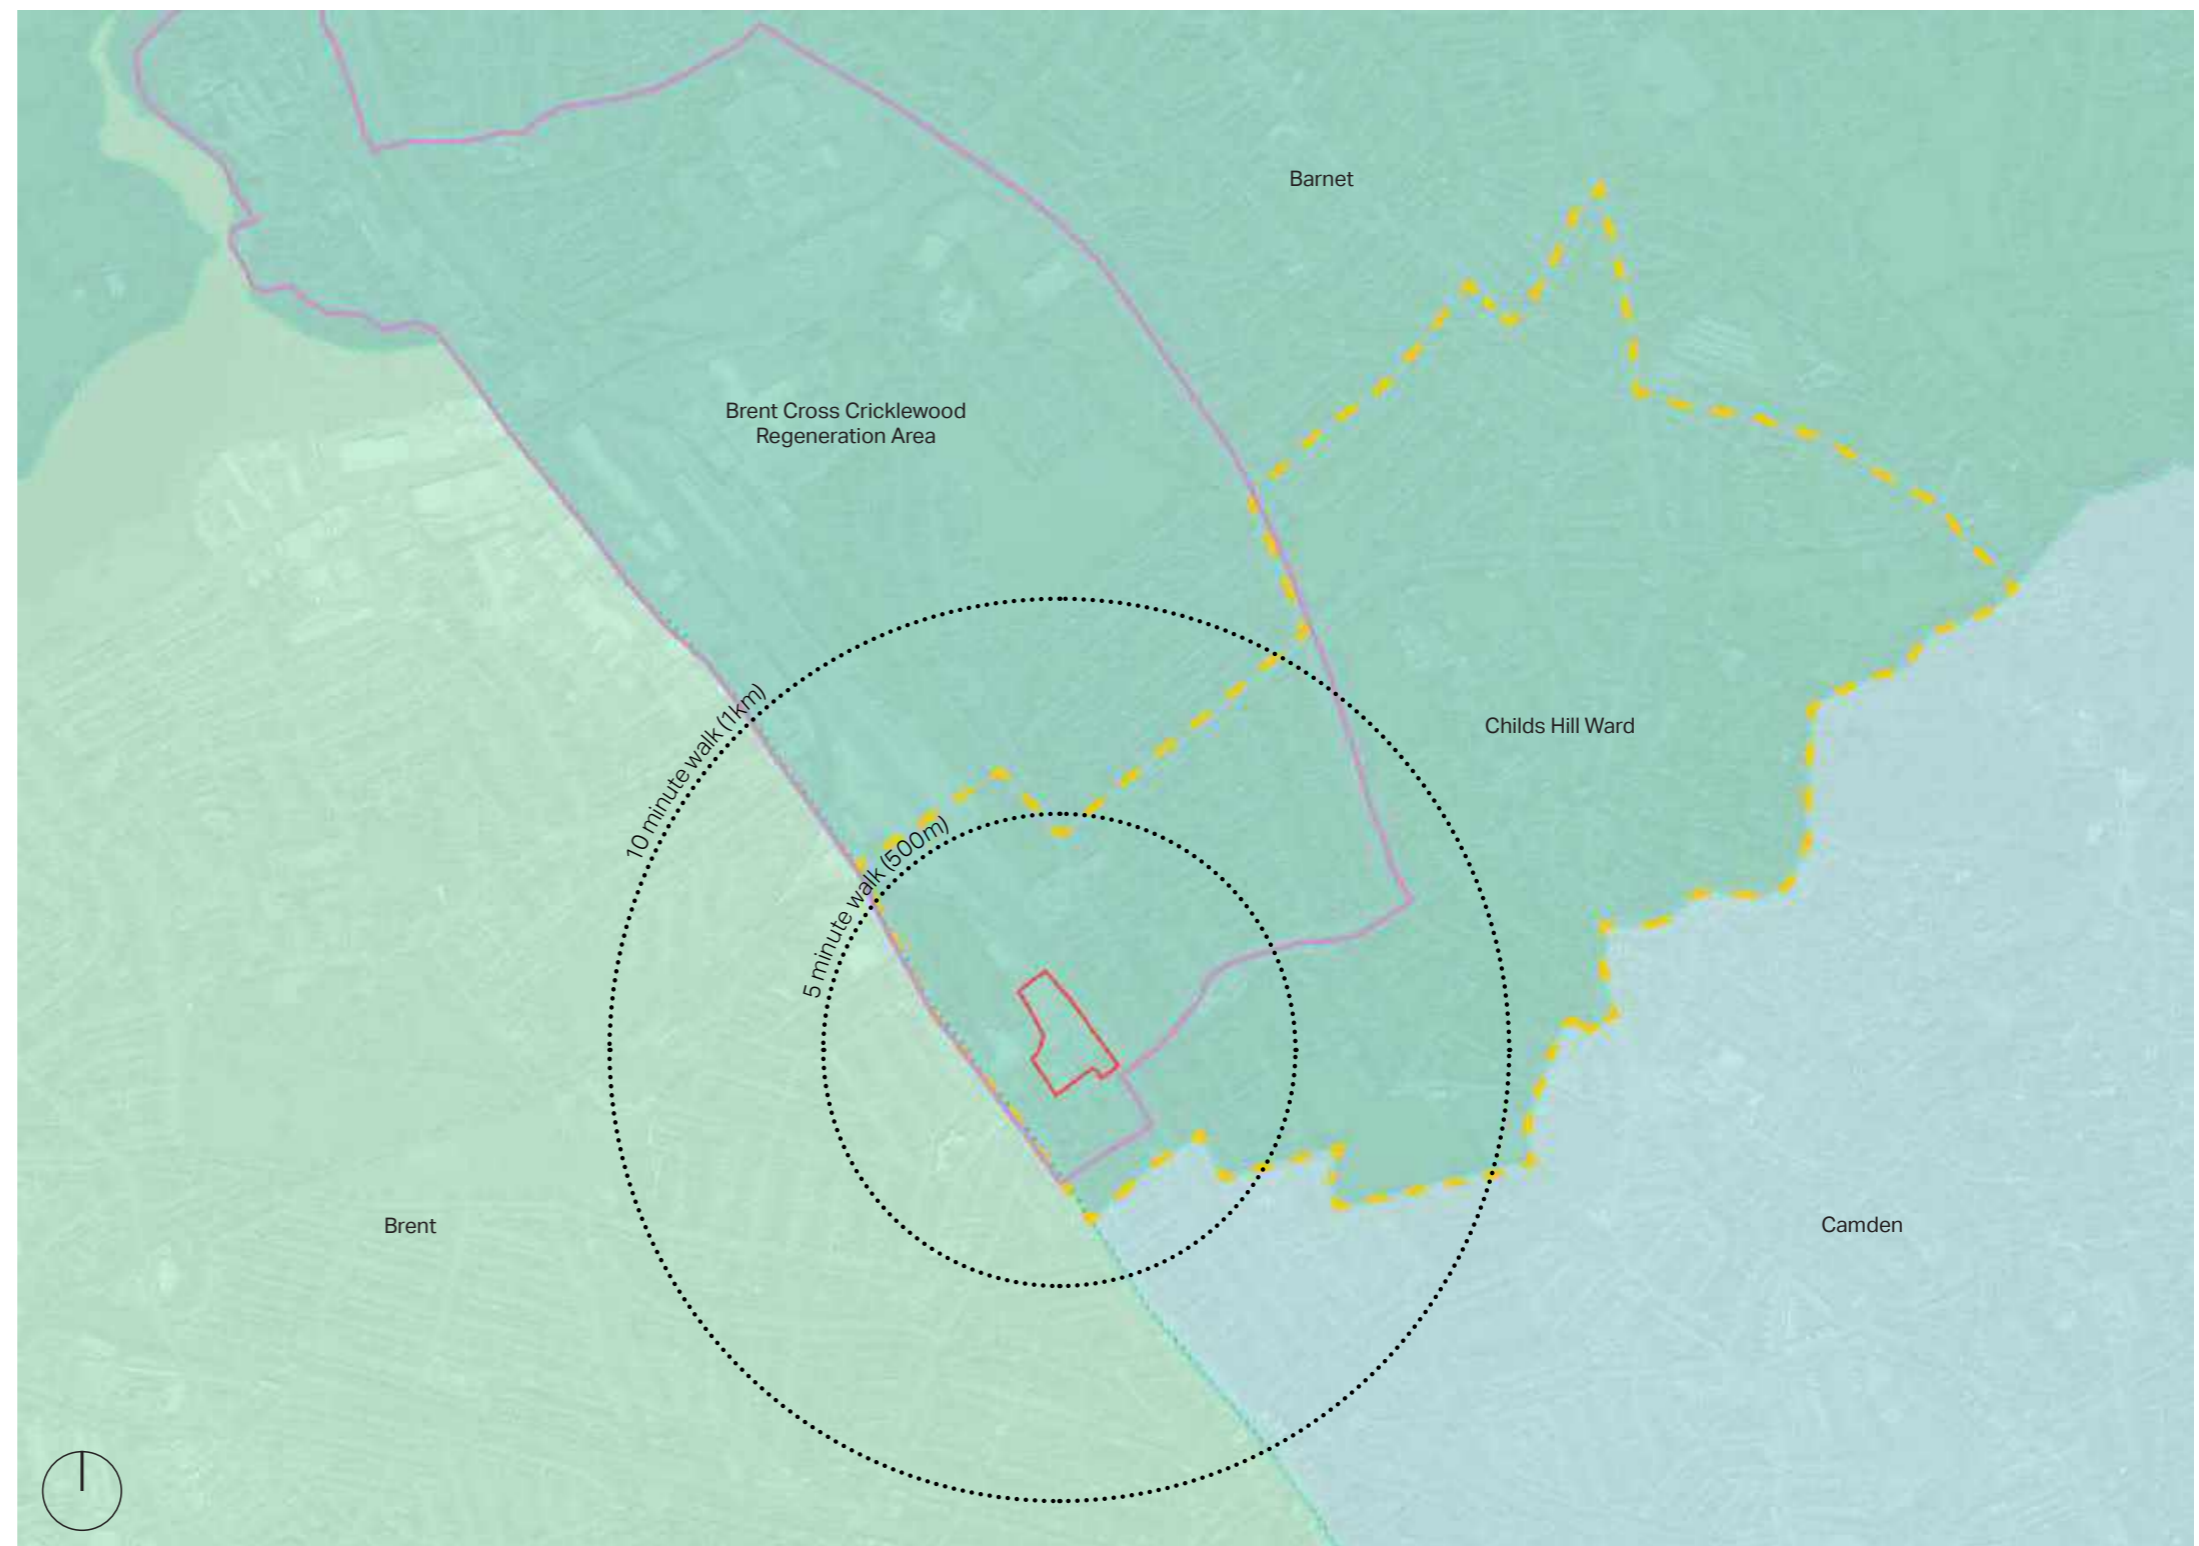 Barnet
Brent Cross Cricklewood
Regeneration Area
10 minute walk (1km)
Childs Hill Ward
5 minute walk (500m)
Brent
Camden